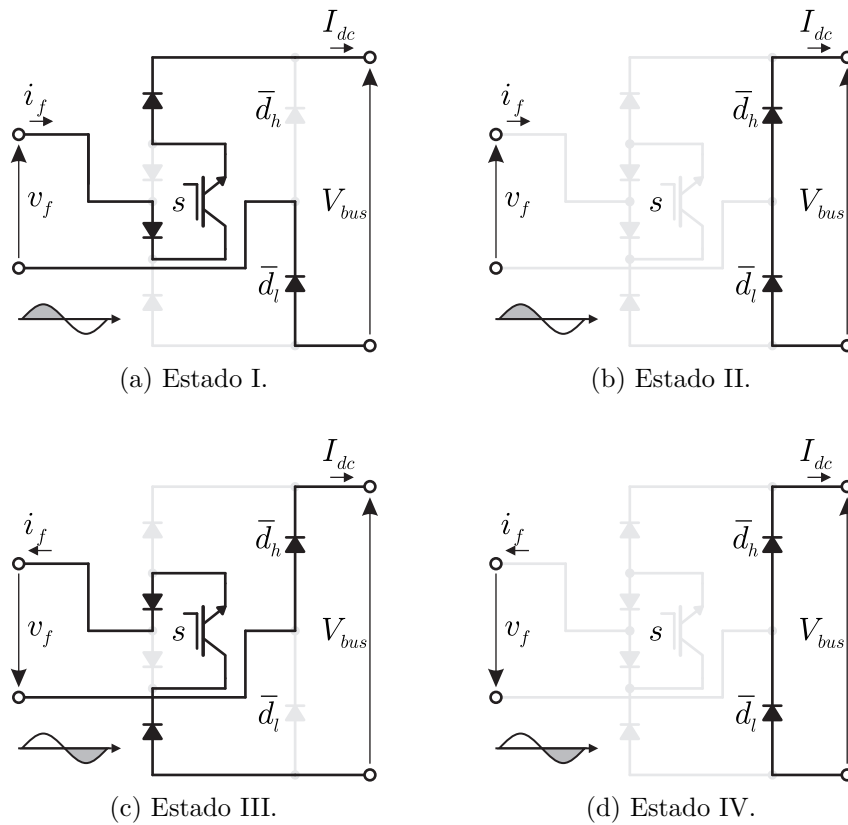 I_dc
i_f
d̅_h
v_f
s
V_bus
d̅_l
(a) Estado I.
I_dc
i_f
d̅_h
v_f
s
V_bus
d̅_l
(b) Estado II.
I_dc
i_f
d̅_h
v_f
s
V_bus
d̅_l
(c) Estado III.
I_dc
i_f
d̅_h
v_f
s
V_bus
d̅_l
(d) Estado IV.